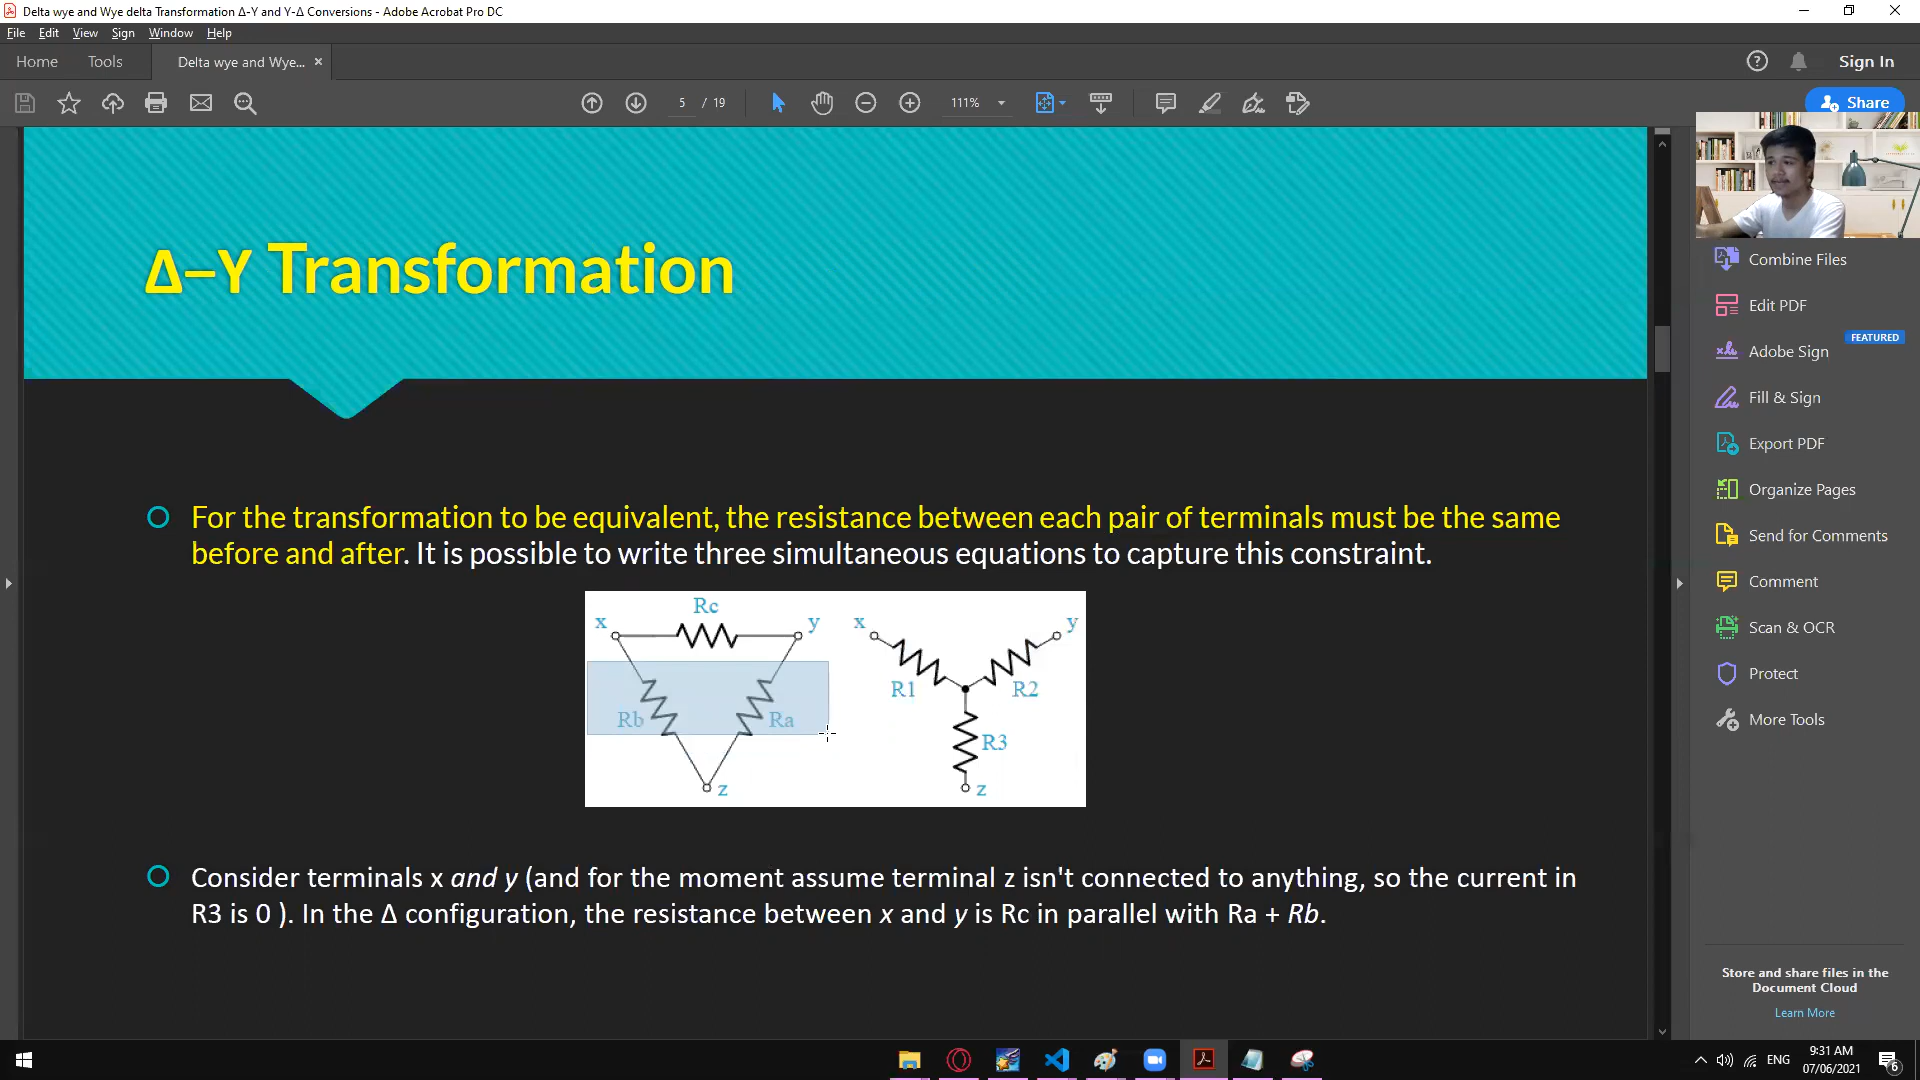 Delta wye and Wye delta Transformation Δ-Y and Y-Δ Conversions - Adobe Acrobat Pro DC
File Edit View Sign Window Help
Home Tools Delta wye and Wye... × Sign In
5 / 19 111% Share
Δ–Y Transformation
For the transformation to be equivalent, the resistance between each pair of terminals must be the same
before and after. It is possible to write three simultaneous equations to capture this constraint.
Rc
x y x y
R1 R2
Rb Ra
R3
z z
Consider terminals x and y (and for the moment assume terminal z isn't connected to anything, so the current in
R3 is 0 ). In the Δ configuration, the resistance between x and y is Rc in parallel with Ra + Rb.
Combine Files
Edit PDF
FEATURED
Adobe Sign
Fill & Sign
Export PDF
Organize Pages
Send for Comments
Comment
Scan & OCR
Protect
More Tools
Store and share files in the
Document Cloud
Learn More
ENG
9:31 AM
07/06/2021
6